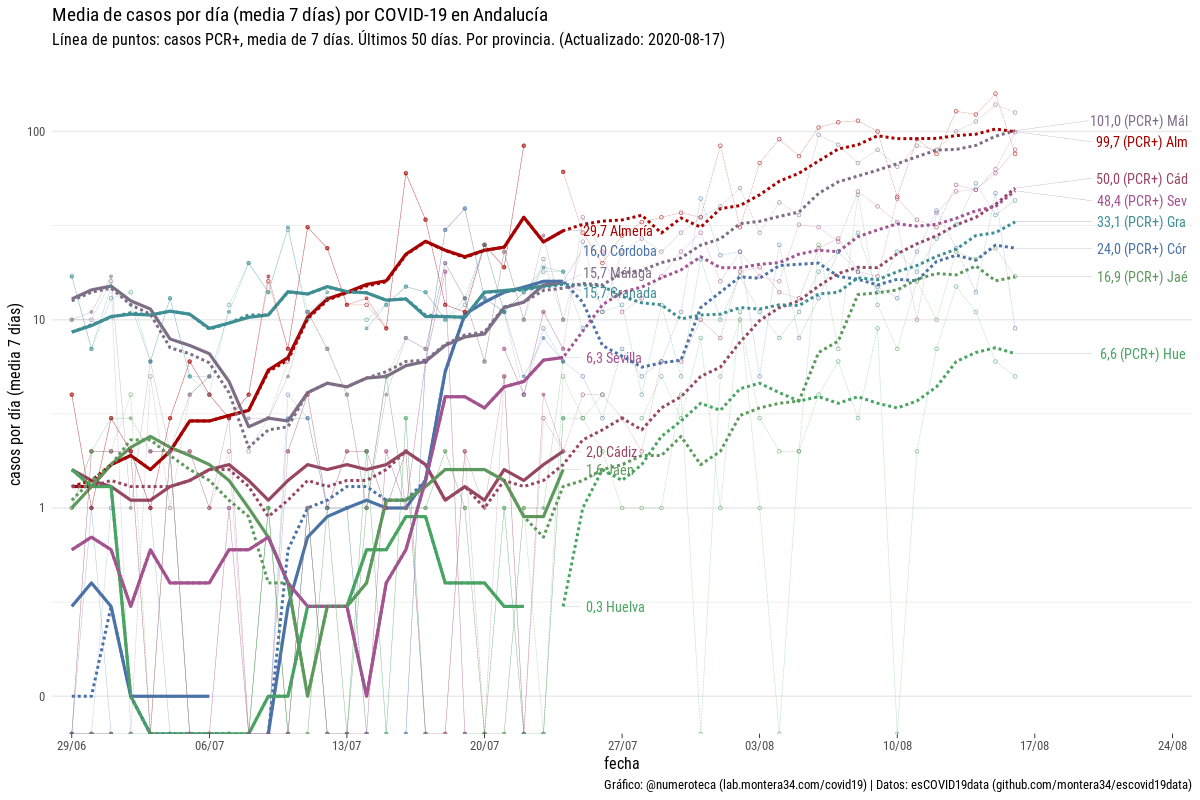 Media de casos por día (media 7 días) por COVID-19 en Andalucía
Línea de puntos: casos PCR+, media de 7 días. Últimos 50 días. Por provincia. (Actualizado: 2020-08-17)
casos por día (media 7 días)
100
10
1
0
101,0 (PCR+) Mál
99,7 (PCR+) Alm
50,0 (PCR+) Cád
48,4 (PCR+) Sev
33,1 (PCR+) Gra
24,0 (PCR+) Cór
16,9 (PCR+) Jaé
6,6 (PCR+) Hue
29,7 Almería
16,0 Córdoba
15,7 Málaga
15,7 Granada
6,3 Sevilla
2,0 Cádiz
1,6 Jaén
0,3 Huelva
29/06 06/07 13/07 20/07 27/07 03/08 10/08 17/08 24/08
fecha
Gráfico: @numeroteca (lab.montera34.com/covid19) | Datos: esCOVID19data (github.com/montera34/escovid19data)